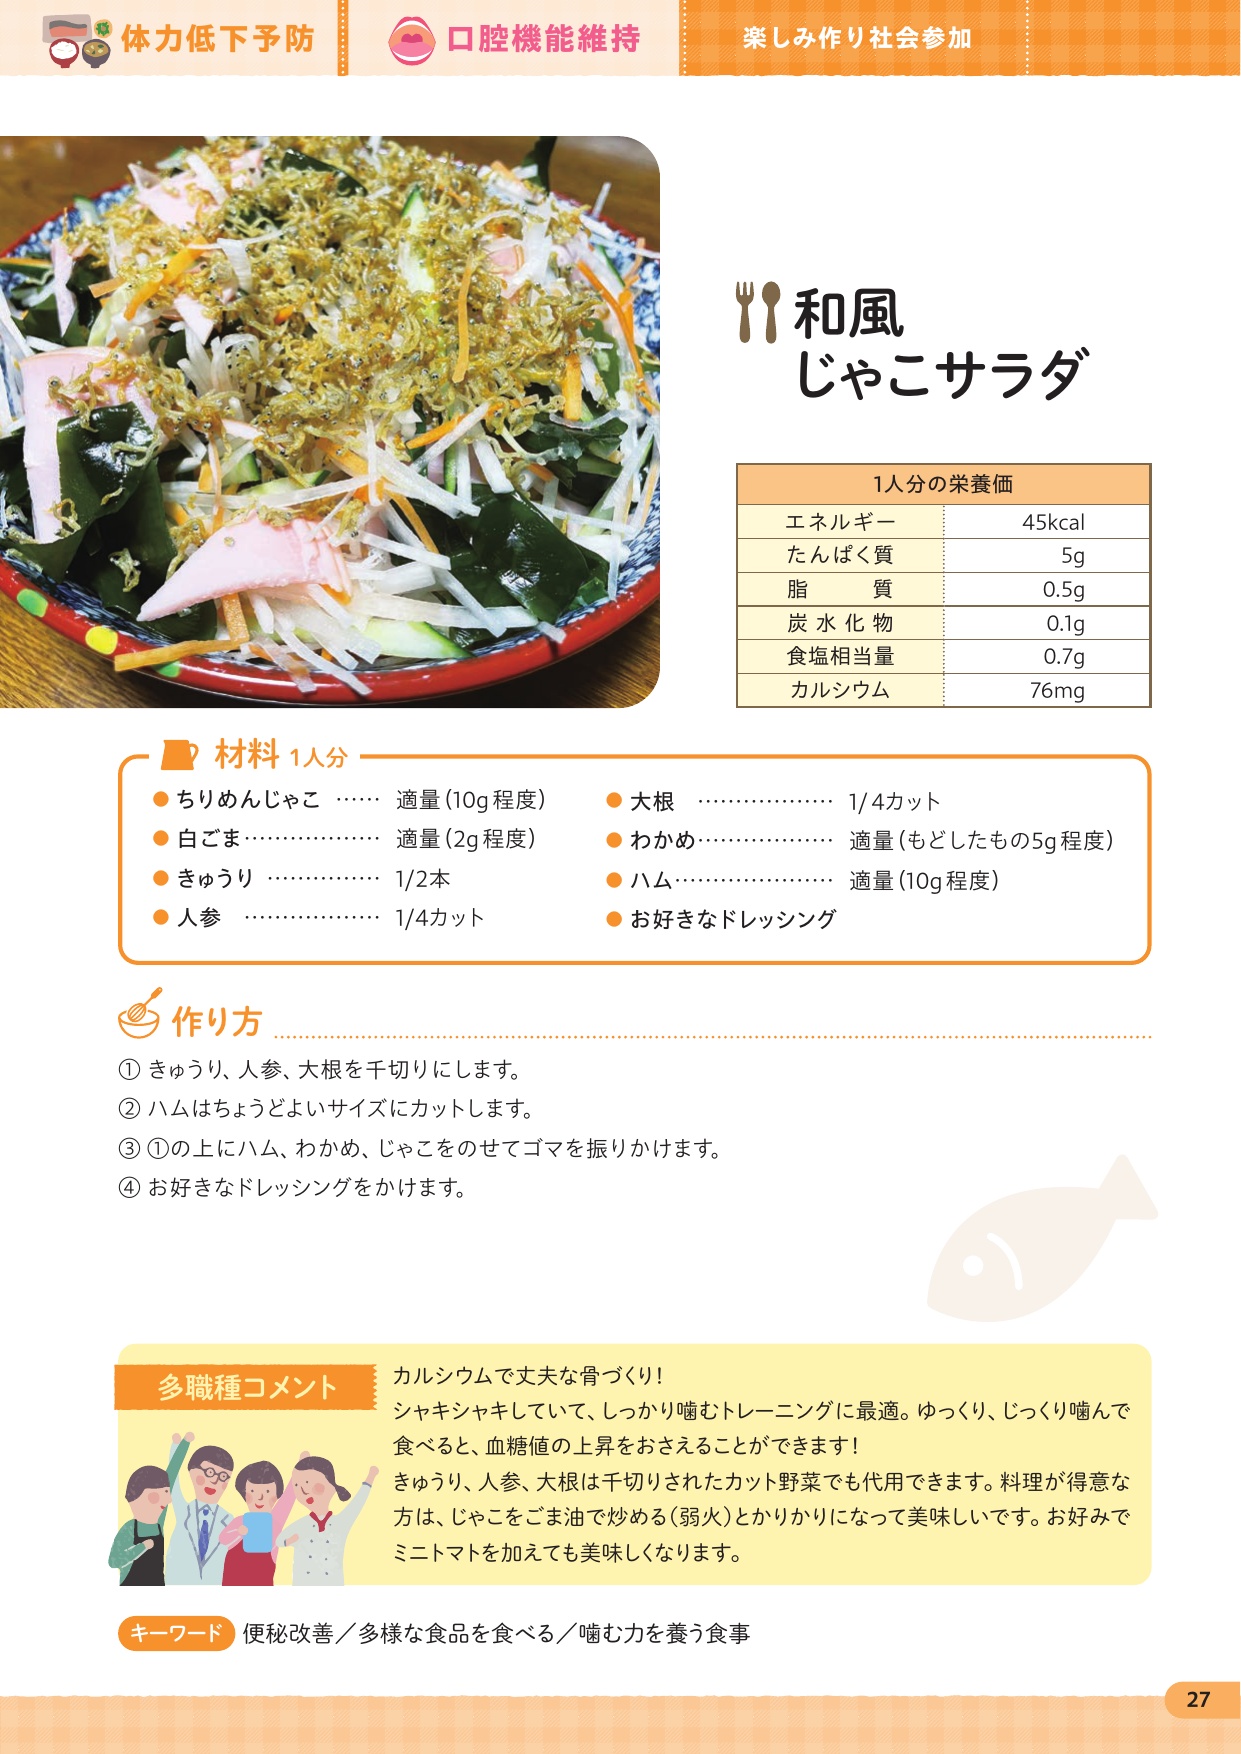 体力低下予防
口腔機能維持
楽しみ作り社会参加
和風
じゃこサラダ
1人分の栄養価
エネルギー 45kcal
たんぱく質 5g
脂質 0.5g
炭水化物 0.1g
食塩相当量 0.7g
カルシウム 76mg
材料 1人分
● ちりめんじゃこ …… 適量（10g程度）
● 白ごま……………… 適量（2g程度）
● きゅうり …………… 1/2本
● 人参 ……………… 1/4カット
● 大根 ……………… 1/4カット
● わかめ……………… 適量（もどしたもの5g程度）
● ハム………………… 適量（10g程度）
● お好きなドレッシング
作り方
① きゅうり、人参、大根を千切りにします。
② ハムはちょうどよいサイズにカットします。
③ ①の上にハム、わかめ、じゃこをのせてゴマを振りかけます。
④ お好きなドレッシングをかけます。
多職種コメント
カルシウムで丈夫な骨づくり！
シャキシャキしていて、しっかり噛むトレーニングに最適。ゆっくり、じっくり噛んで
食べると、血糖値の上昇をおさえることができます！
きゅうり、人参、大根は千切りされたカット野菜でも代用できます。料理が得意な
方は、じゃこをごま油で炒める（弱火）とかりかりになって美味しいです。お好みで
ミニトマトを加えても美味しくなります。
キーワード 便秘改善／多様な食品を食べる／噛む力を養う食事
27